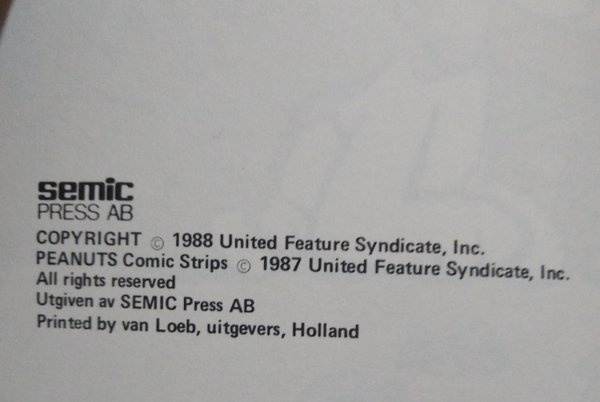 semic
PRESS AB
COPYRIGHT © 1988 United Feature Syndicate, Inc.
PEANUTS Comic Strips © 1987 United Feature Syndicate, Inc.
All rights reserved
Utgiven av SEMIC Press AB
Printed by van Loeb, uitgevers, Holland